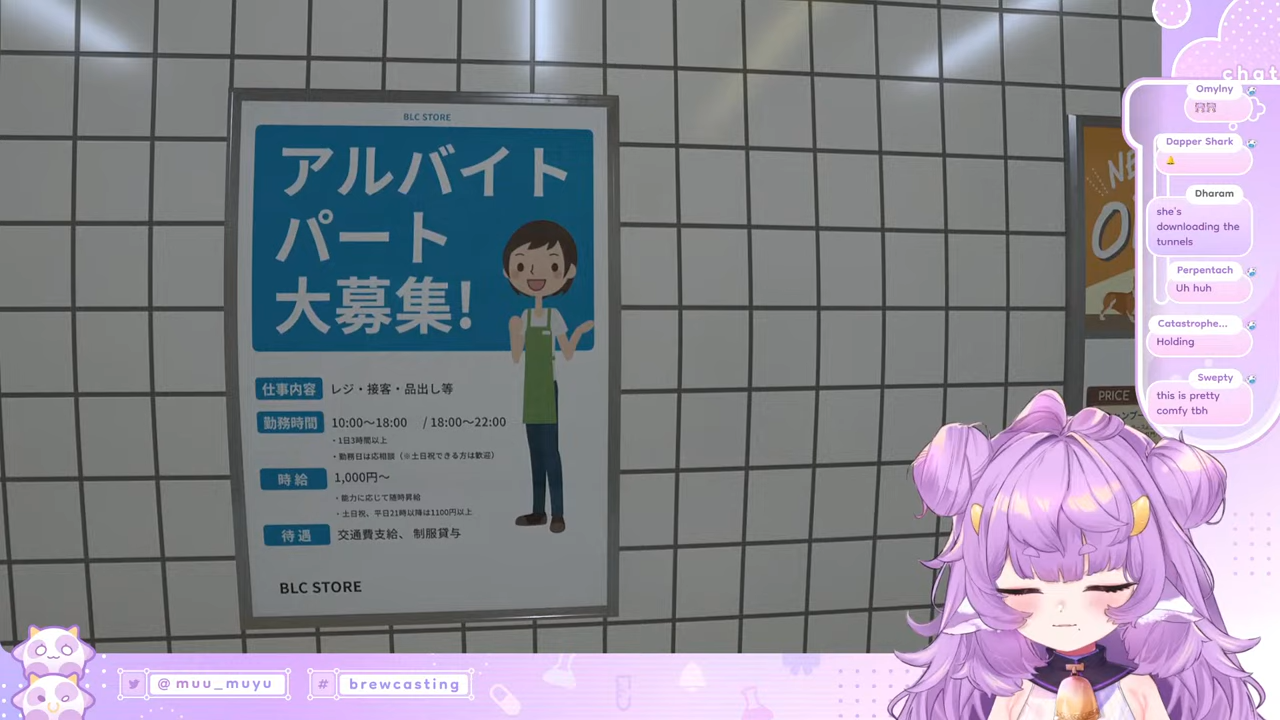 BLC STORE
アルバイト
パート
大募集!
仕事内容 レジ・接客・品出し等
勤務時間 10:00〜18:00 / 18:00〜22:00
・1日3時間以上
・勤務日は応相談(※土日祝できる方は歓迎)
時給 1,000円〜
・能力に応じて随時昇給
・土日祝、平日21時以降は1100円以上
待遇 交通費支給、制服貸与
BLC STORE
PRICE
chat
Omylny
Dapper Shark
Dharam
she's
downloading the
tunnels
Perpentach
Uh huh
Catastrophe...
Holding
Swepty
this is pretty
comfy tbh
@muu_muyu
# brewcasting